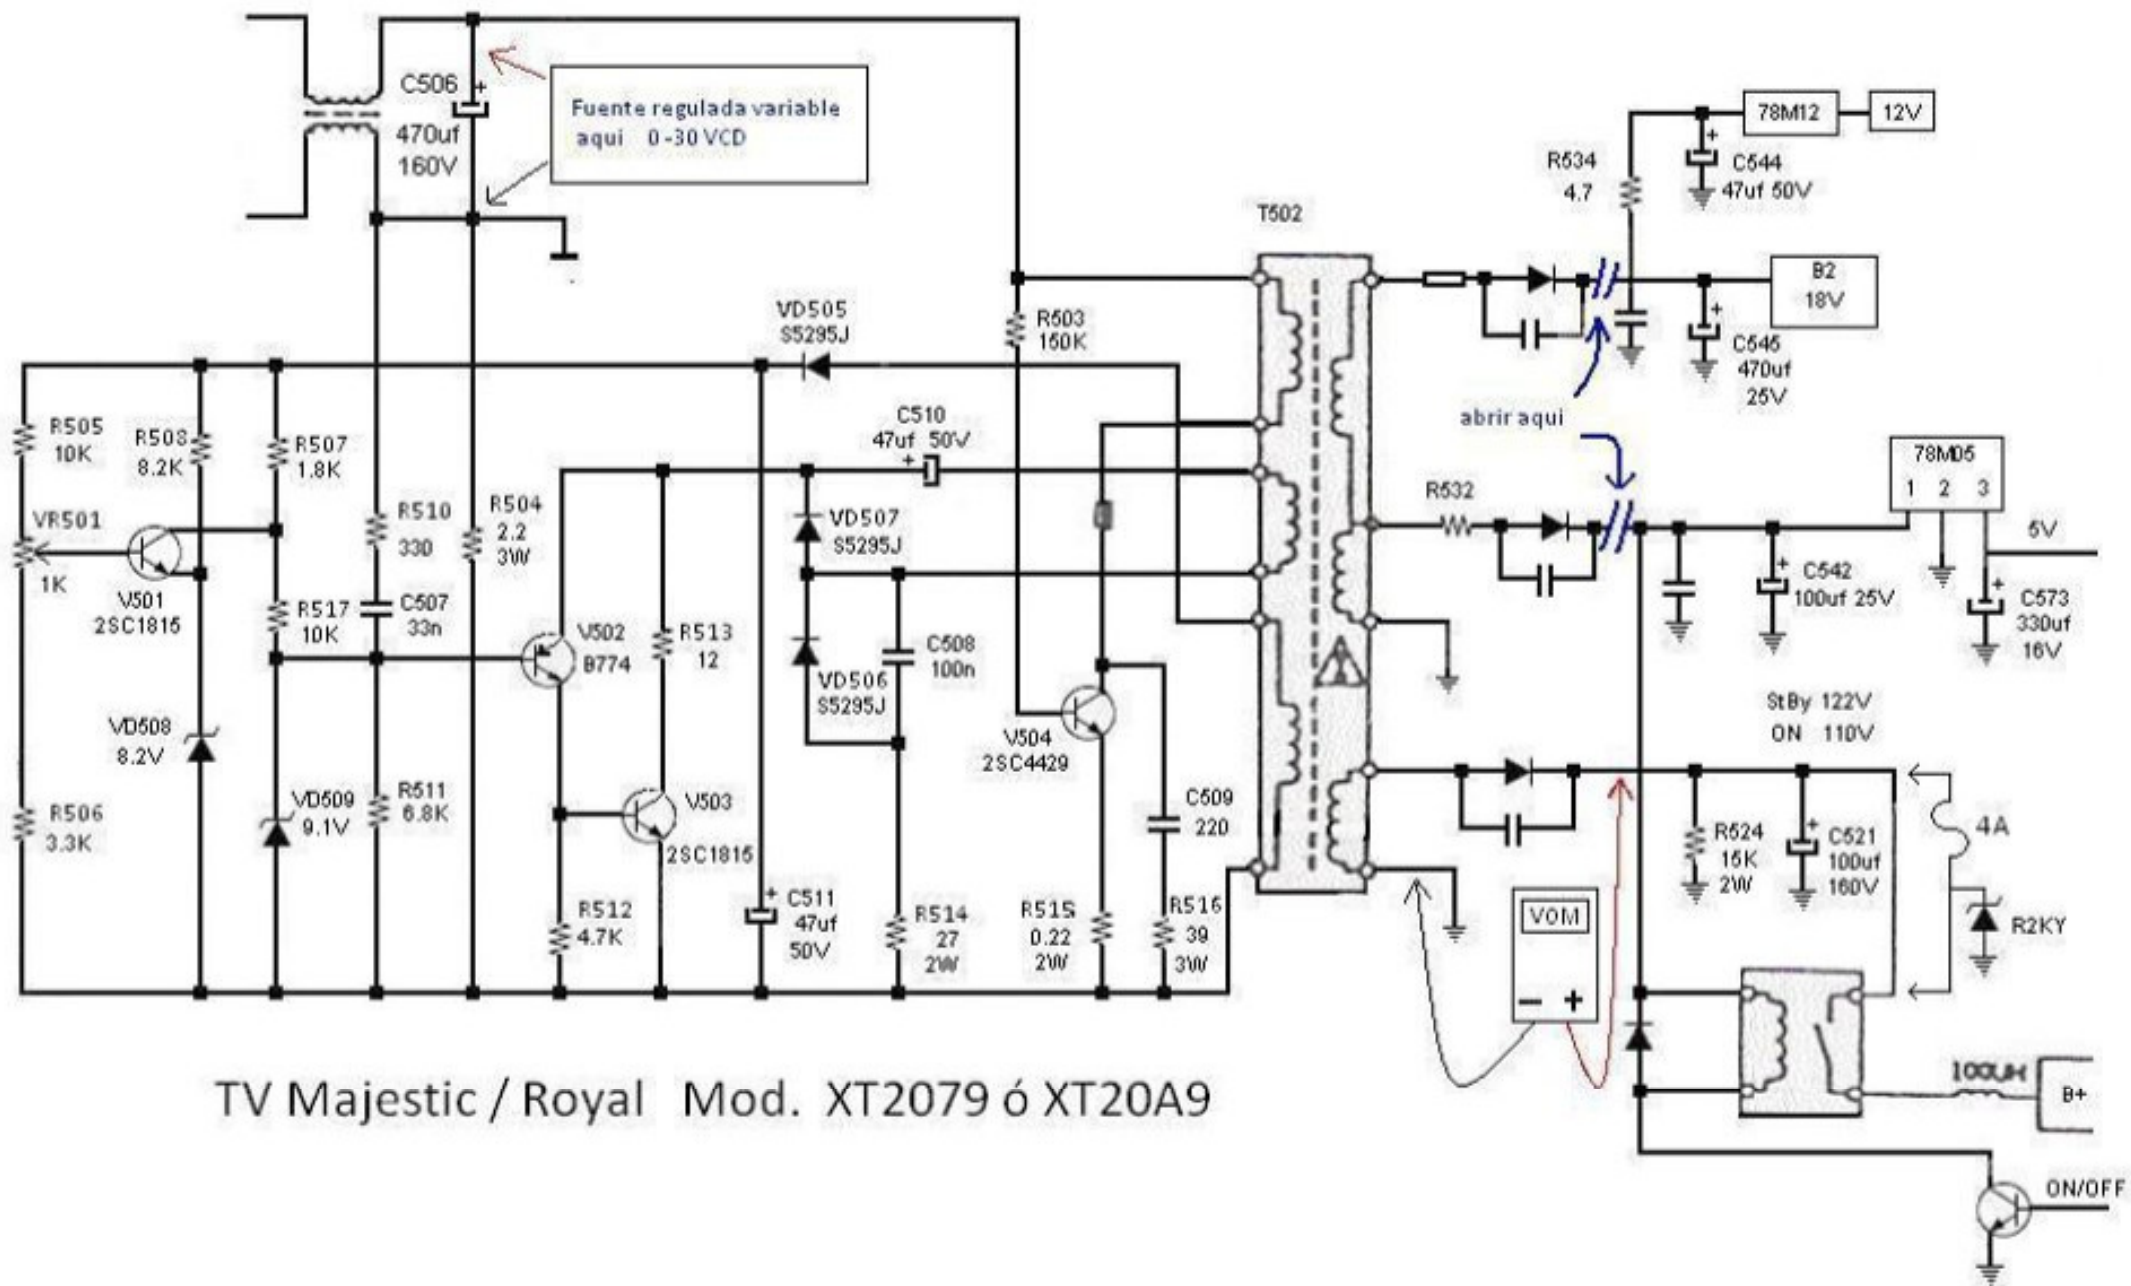 C506
+
470uf
160V
Fuente regulada variable
aqui 0-30 VCD
78M12
12V
R534
4.7
+
C544
47uf 50V
T502
B2
18V
+
C545
470uf
25V
VD505
S5295J
R503
150K
abrir aqui
R505
10K
R508
8.2K
R507
1.8K
C510
47uf 50V
+
78M05
1 2 3
R532
5V
VR501
1K
V501
2SC1815
R510
330
R504
2.2
3W
VD507
S5295J
+
C542
100uf 25V
+
C573
330uf
16V
R517
10K
C507
33n
V502
B774
R513
12
C508
100n
VD506
S5295J
VD508
8.2V
V504
2SC4429
StBy 122V
ON 110V
R506
3.3K
VD509
9.1V
R511
6.8K
V503
2SC1815
C509
220
R524
15K
2W
+
C521
100uf
160V
4A
R2KY
R512
4.7K
+
C511
47uf
50V
R514
27
2W
R515
0.22
2W
R516
39
3W
VOM
− +
TV Majestic / Royal Mod. XT2079 ó XT20A9
100uH
B+
ON/OFF